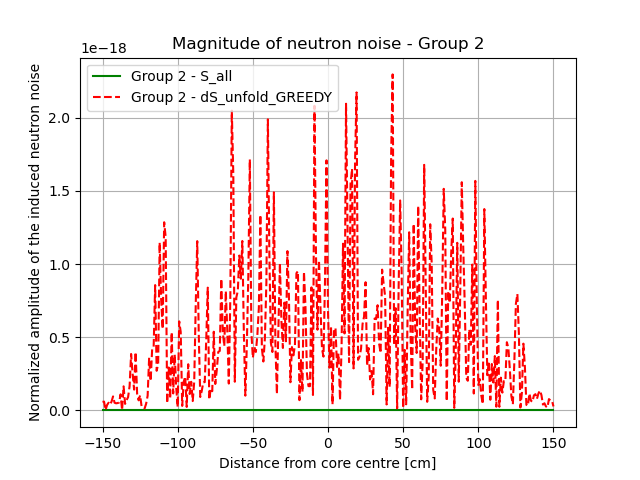 Magnitude of neutron noise - Group 2
1e−18
Group 2 - S_all
Group 2 - dS_unfold_GREEDY
Normalized amplitude of the induced neutron noise
2.0
1.5
1.0
0.5
0.0
−150 −100 −50 0 50 100 150
Distance from core centre [cm]